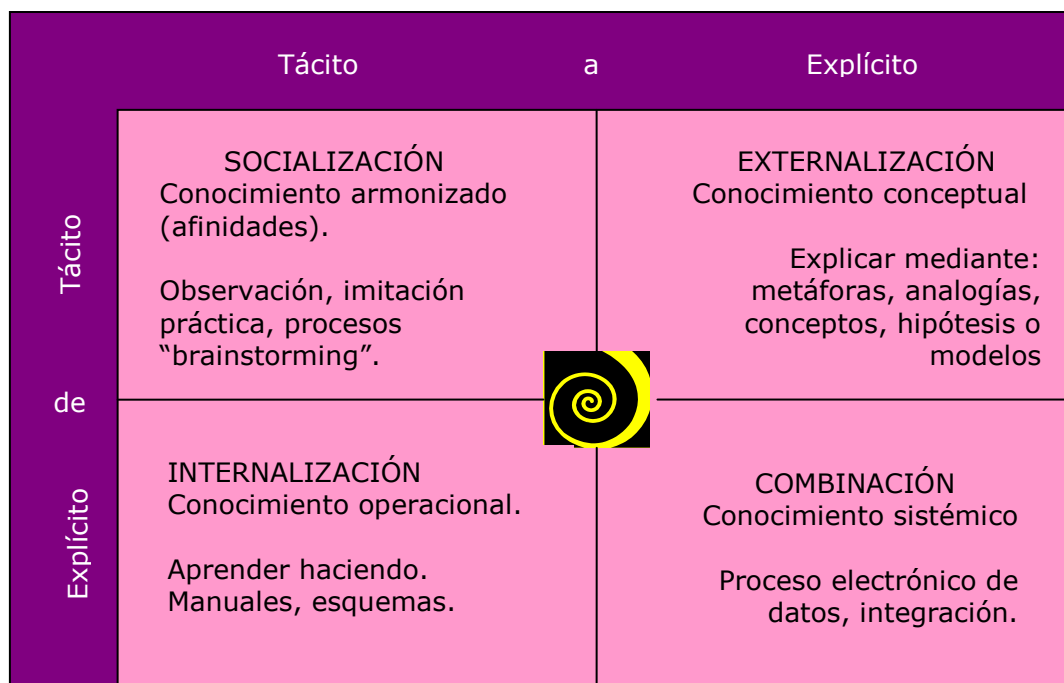 Tácito a Explícito
Tácito
de
Explícito
SOCIALIZACIÓN
Conocimiento armonizado
(afinidades).
Observación, imitación
práctica, procesos
“brainstorming”.
EXTERNALIZACIÓN
Conocimiento conceptual
Explicar mediante:
metáforas, analogías,
conceptos, hipótesis o
modelos
INTERNALIZACIÓN
Conocimiento operacional.
Aprender haciendo.
Manuales, esquemas.
COMBINACIÓN
Conocimiento sistémico
Proceso electrónico de
datos, integración.